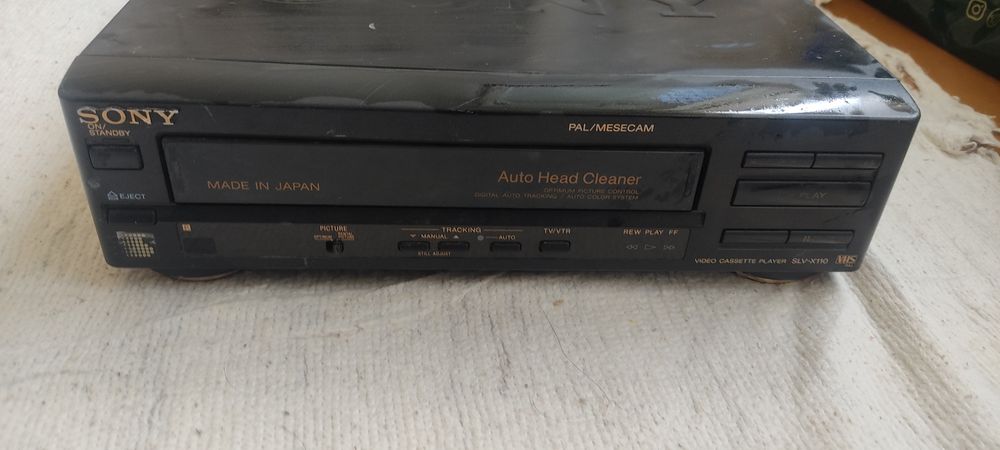 SONY
ON/
STANDBY
PAL/MESECAM
EJECT
MADE IN JAPAN
Auto Head Cleaner
OPTIMUM PICTURE CONTROL
DIGITAL AUTO TRACKING / AUTO COLOR SYSTEM
PLAY
PICTURE
TRACKING
MANUAL
AUTO
STILL ADJUST
TV/VTR
REW PLAY FF
VIDEO CASSETTE PLAYER SLV-X110
VHS
PAL